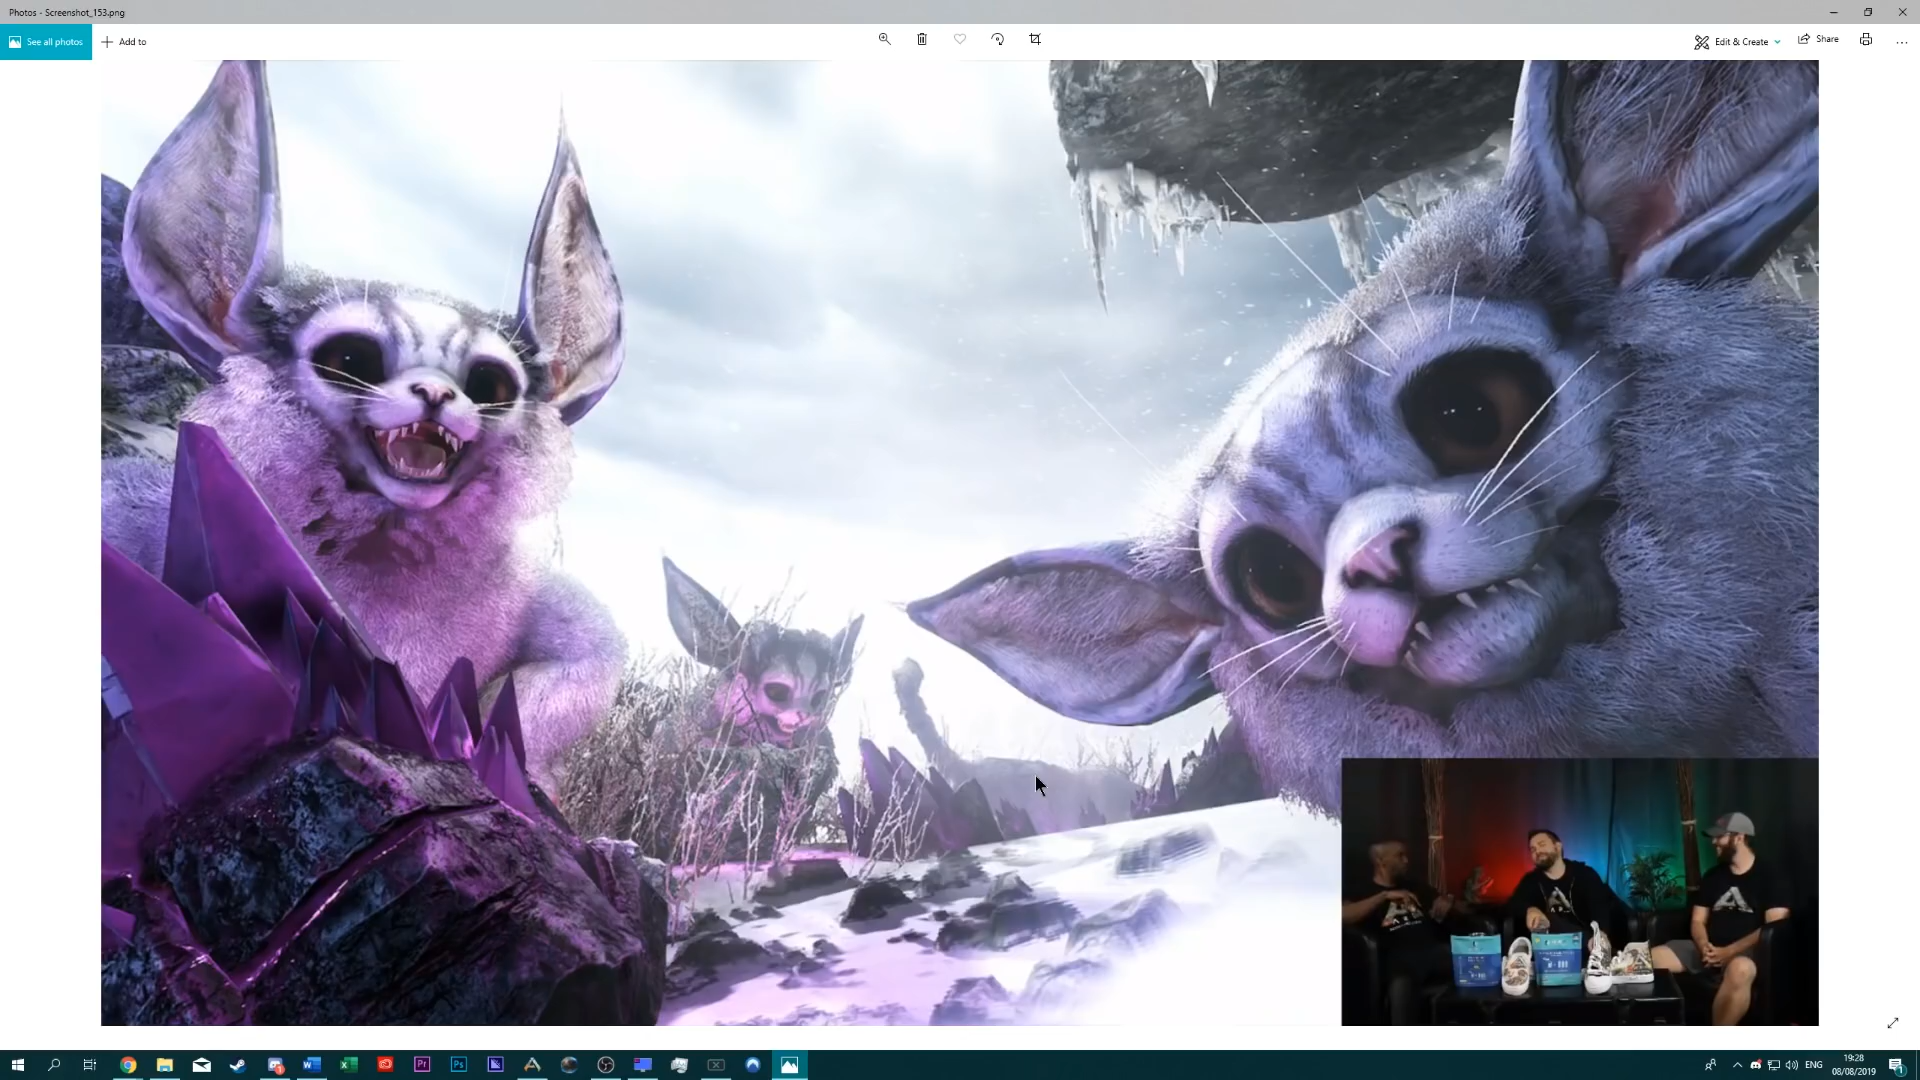 Photos - Screenshot_153.png
See all photos
Add to
Edit & Create
Share
ENG
19:28
08/08/2019